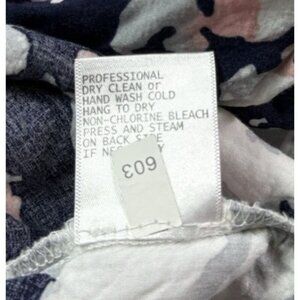 PROFESSIONAL
DRY CLEAN or
HAND WASH COLD
HANG TO DRY
NON-CHLORINE BLEACH
PRESS AND STEAM
ON BACK SIDE
IF
603